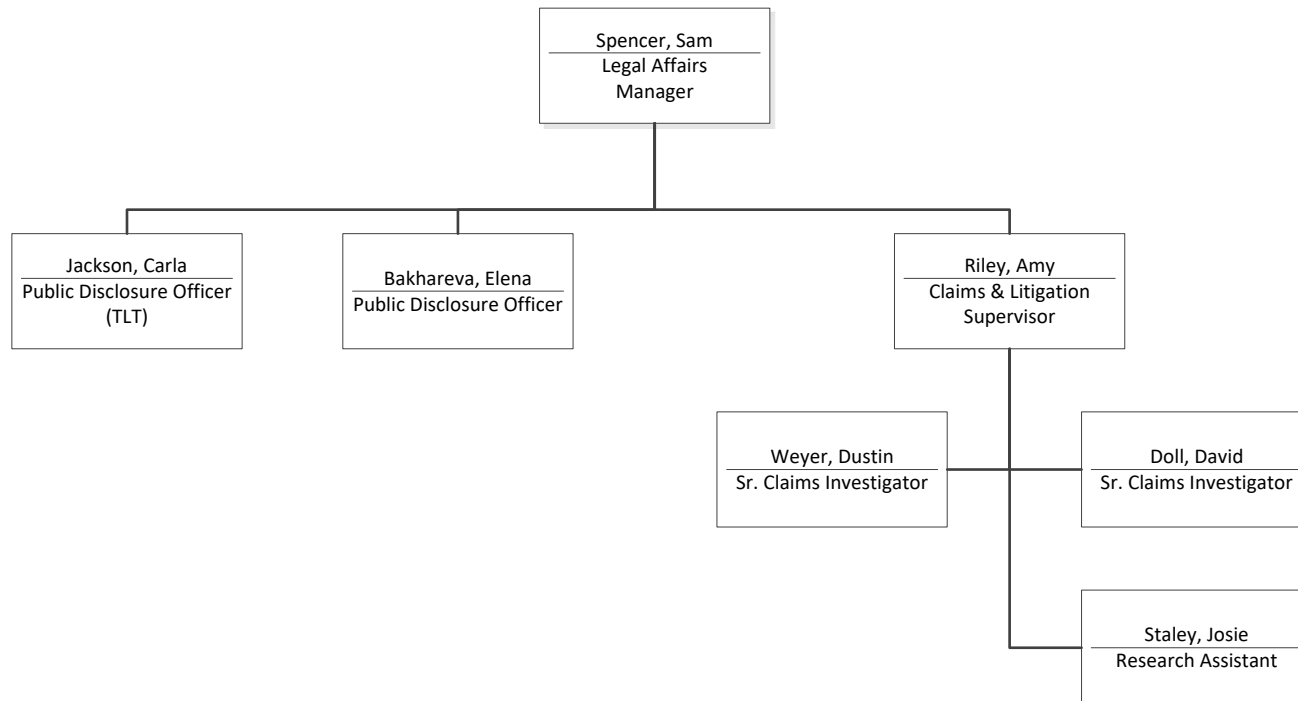 Spencer, Sam
Legal Affairs
Manager
Jackson, Carla
Public Disclosure Officer
(TLT)
Bakhareva, Elena
Public Disclosure Officer
Riley, Amy
Claims & Litigation
Supervisor
Weyer, Dustin
Sr. Claims Investigator
Doll, David
Sr. Claims Investigator
Staley, Josie
Research Assistant